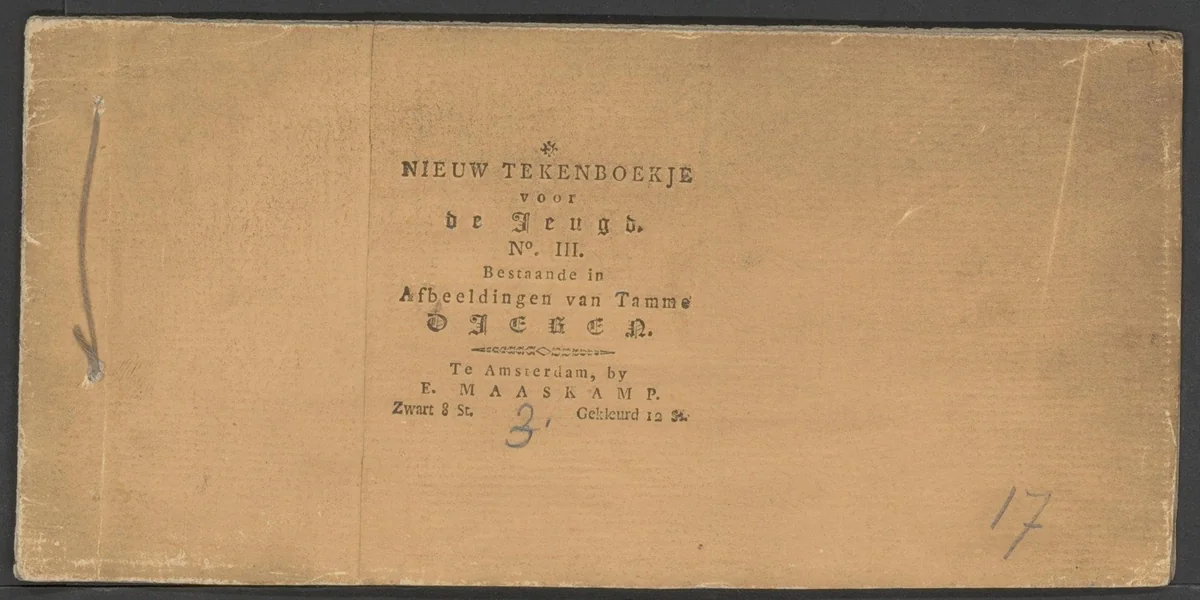 NIEUW TEKENBOEKJE
voor
de Jeugd.
Nº. III.
Bestaande in
Afbeeldingen van Tamme
DIEREN.
Te Amsterdam, by
E. MAASKAMP.
Zwart 8 St. Gekleurd 12 St.
3.
17